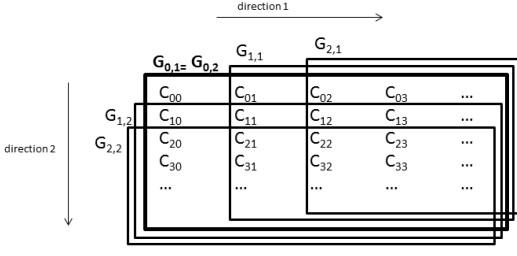 direction 1
G1,1 G2,1
G0,1= G0,2
C00 C01 C02 C03 ...
G1,2 C10 C11 C12 C13 ...
direction 2 G2,2 C20 C21 C22 C23 ...
C30 C31 C32 C33 ...
... ... ... ... ...